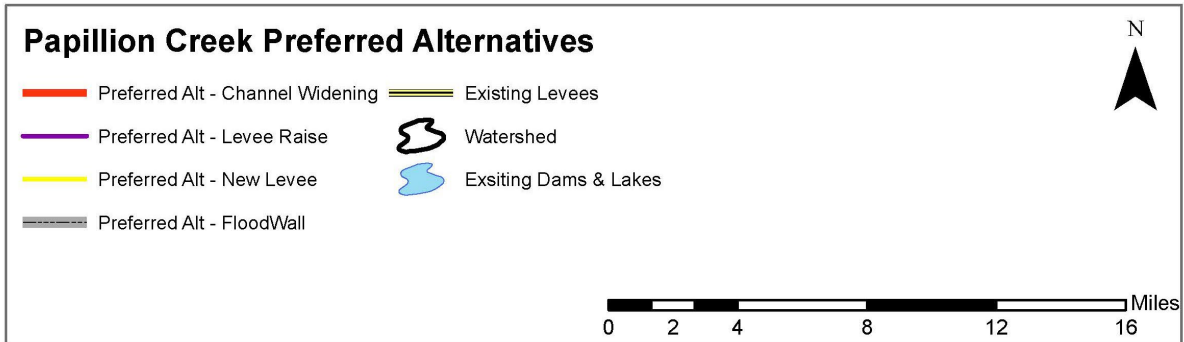 Papillion Creek Preferred Alternatives
N
Preferred Alt - Channel Widening
Existing Levees
Preferred Alt - Levee Raise
Watershed
Preferred Alt - New Levee
Exsiting Dams & Lakes
Preferred Alt - FloodWall
Miles
0 2 4 8 12 16